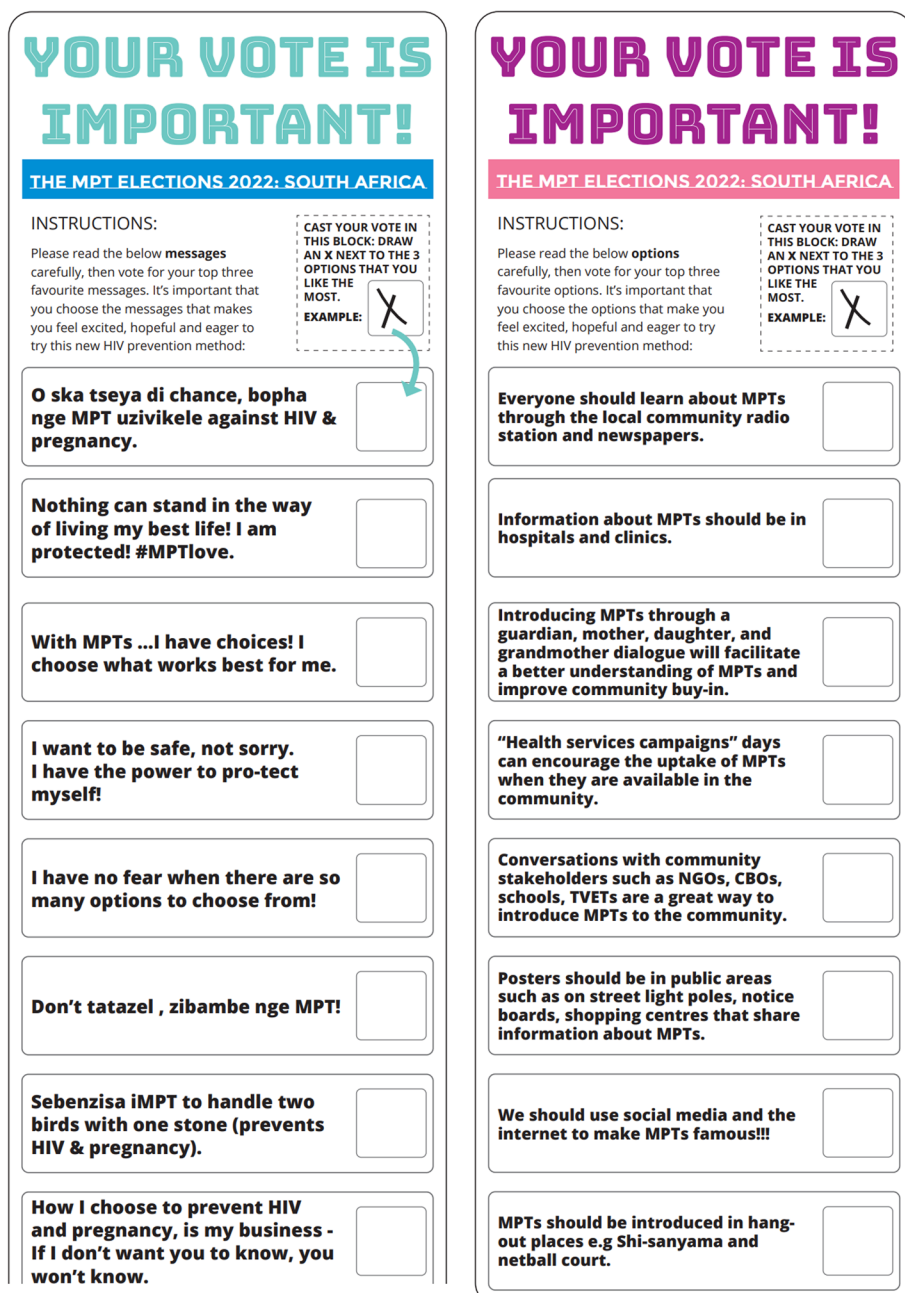 YOUR VOTE IS
IMPORTANT!
THE MPT ELECTIONS 2022: SOUTH AFRICA
INSTRUCTIONS:
Please read the below messages
carefully, then vote for your top three
favourite messages. It's important that
you choose the messages that makes
you feel excited, hopeful and eager to
try this new HIV prevention method:
CAST YOUR VOTE IN
THIS BLOCK: DRAW
AN X NEXT TO THE 3
OPTIONS THAT YOU
LIKE THE
MOST.
EXAMPLE:
X
O ska tseya di chance, bopha
nge MPT uzivikele against HIV &
pregnancy.
Nothing can stand in the way
of living my best life! I am
protected! #MPTlove.
With MPTs ...I have choices! I
choose what works best for me.
I want to be safe, not sorry.
I have the power to pro-tect
myself!
I have no fear when there are so
many options to choose from!
Don't tatazel , zibambe nge MPT!
Sebenzisa iMPT to handle two
birds with one stone (prevents
HIV & pregnancy).
How I choose to prevent HIV
and pregnancy, is my business -
If I don't want you to know, you
won't know.
YOUR VOTE IS
IMPORTANT!
THE MPT ELECTIONS 2022: SOUTH AFRICA
INSTRUCTIONS:
Please read the below options
carefully, then vote for your top three
favourite options. It's important that
you choose the options that make you
feel excited, hopeful and eager to try
this new HIV prevention method:
CAST YOUR VOTE IN
THIS BLOCK: DRAW
AN X NEXT TO THE 3
OPTIONS THAT YOU
LIKE THE
MOST.
EXAMPLE:
X
Everyone should learn about MPTs
through the local community radio
station and newspapers.
Information about MPTs should be in
hospitals and clinics.
Introducing MPTs through a
guardian, mother, daughter, and
grandmother dialogue will facilitate
a better understanding of MPTs and
improve community buy-in.
“Health services campaigns” days
can encourage the uptake of MPTs
when they are available in the
community.
Conversations with community
stakeholders such as NGOs, CBOs,
schools, TVETs are a great way to
introduce MPTs to the community.
Posters should be in public areas
such as on street light poles, notice
boards, shopping centres that share
information about MPTs.
We should use social media and the
internet to make MPTs famous!!!
MPTs should be introduced in hang-
out places e.g Shi-sanyama and
netball court.